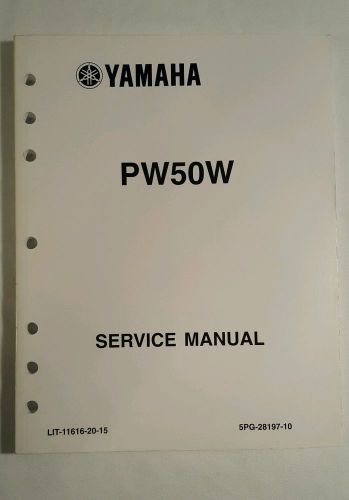 YAMAHA
PW50W
SERVICE MANUAL
LIT-11616-20-15 5PG-28197-10